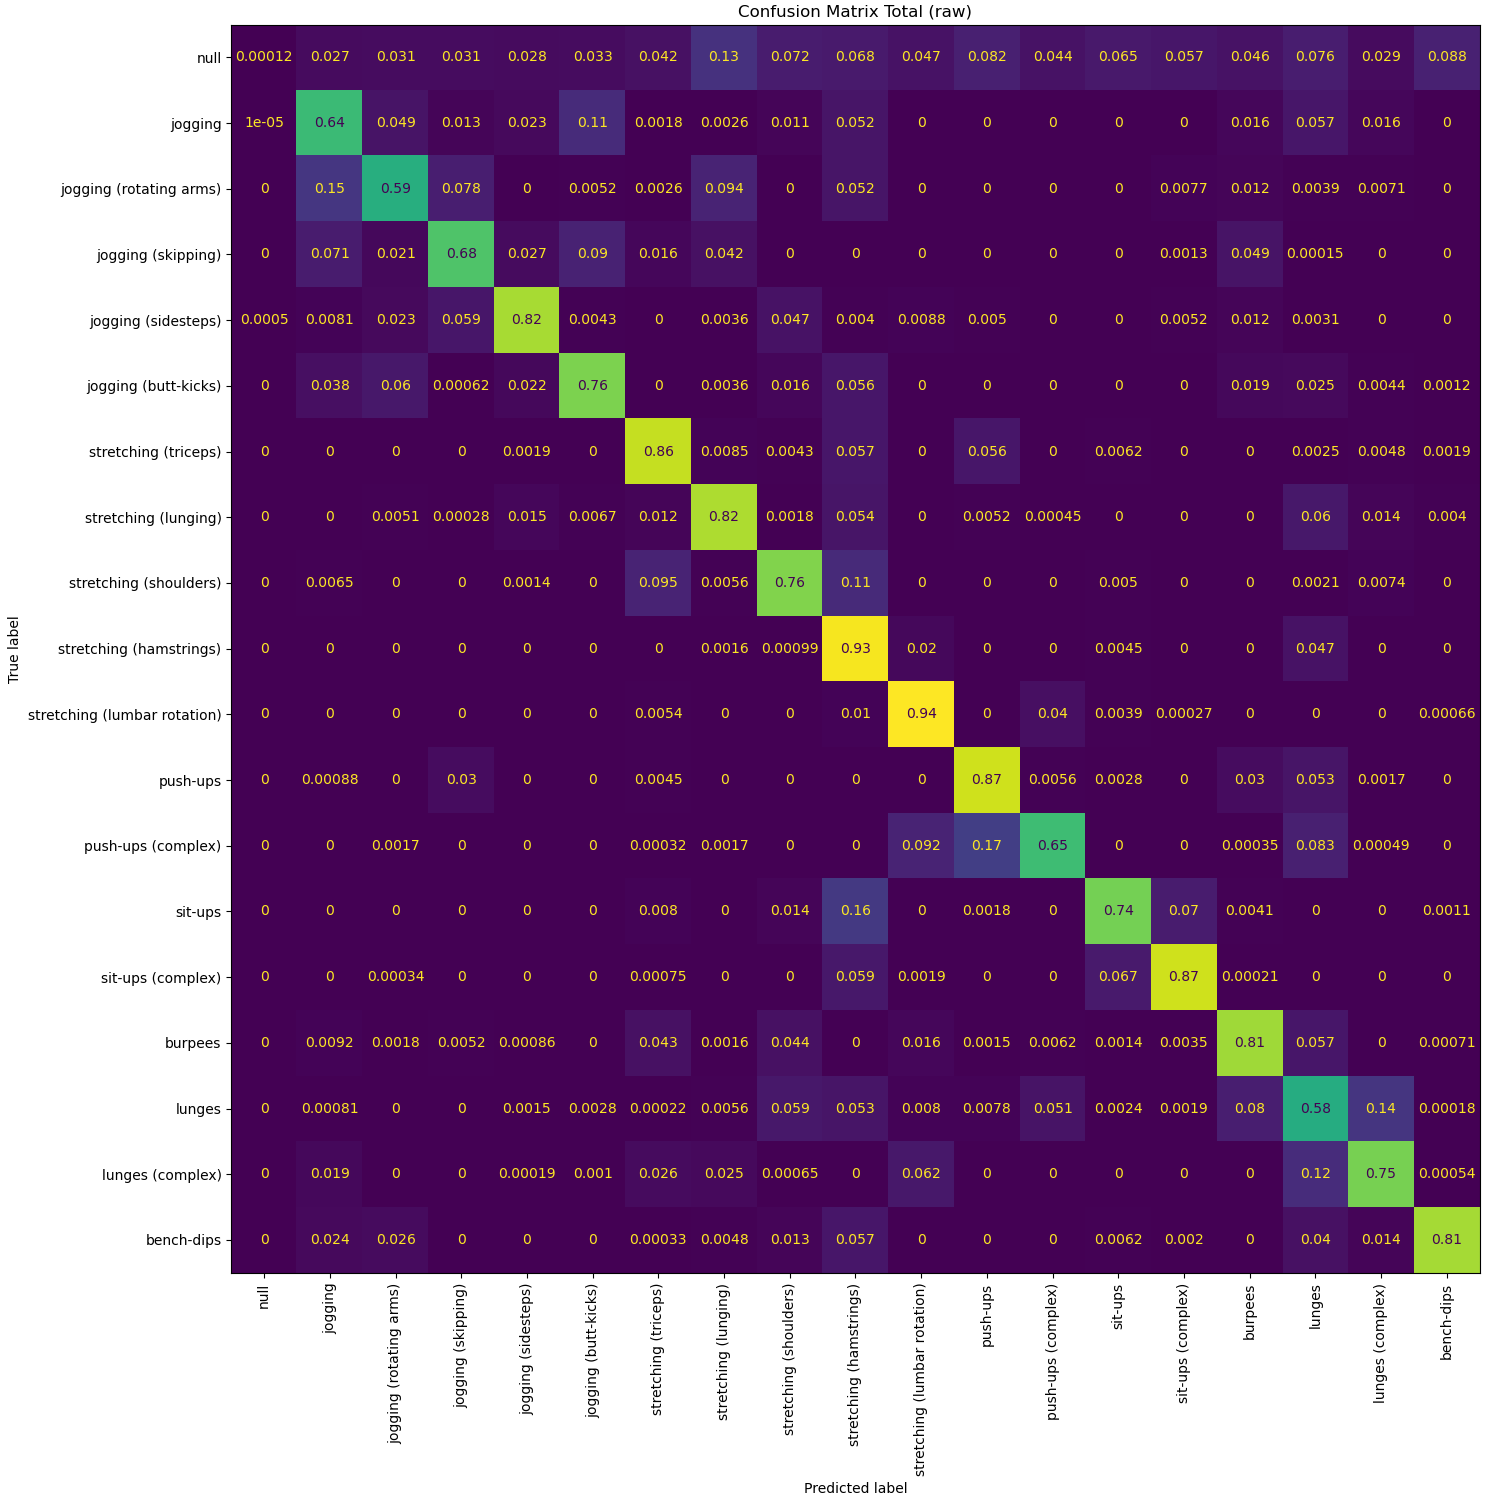 Confusion Matrix Total (raw)
null 0.00012 0.027 0.031 0.031 0.028 0.033 0.042 0.13 0.072 0.068 0.047 0.082 0.044 0.065 0.057 0.046 0.076 0.029 0.088
jogging 1e-05 0.64 0.049 0.013 0.023 0.11 0.0018 0.0026 0.011 0.052 0 0 0 0 0 0.016 0.057 0.016 0
jogging (rotating arms) 0 0.15 0.59 0.078 0 0.0052 0.0026 0.094 0 0.052 0 0 0 0 0.0077 0.012 0.0039 0.0071 0
jogging (skipping) 0 0.071 0.021 0.68 0.027 0.09 0.016 0.042 0 0 0 0 0 0 0.0013 0.049 0.00015 0 0
jogging (sidesteps) 0.0005 0.0081 0.023 0.059 0.82 0.0043 0 0.0036 0.047 0.004 0.0088 0.005 0 0 0.0052 0.012 0.0031 0 0
jogging (butt-kicks) 0 0.038 0.06 0.00062 0.022 0.76 0 0.0036 0.016 0.056 0 0 0 0 0 0.019 0.025 0.0044 0.0012
stretching (triceps) 0 0 0 0 0.0019 0 0.86 0.0085 0.0043 0.057 0 0.056 0 0.0062 0 0 0.0025 0.0048 0.0019
stretching (lunging) 0 0 0.0051 0.00028 0.015 0.0067 0.012 0.82 0.0018 0.054 0 0.0052 0.00045 0 0 0 0.06 0.014 0.004
stretching (shoulders) 0 0.0065 0 0 0.0014 0 0.095 0.0056 0.76 0.11 0 0 0 0.005 0 0 0.0021 0.0074 0
stretching (hamstrings) 0 0 0 0 0 0 0 0.0016 0.00099 0.93 0.02 0 0 0.0045 0 0 0.047 0 0
stretching (lumbar rotation) 0 0 0 0 0 0 0.0054 0 0 0.01 0.94 0 0.04 0.0039 0.00027 0 0 0 0.00066
push-ups 0 0.00088 0 0.03 0 0 0.0045 0 0 0 0 0.87 0.0056 0.0028 0 0.03 0.053 0.0017 0
push-ups (complex) 0 0 0.0017 0 0 0 0.00032 0.0017 0 0 0.092 0.17 0.65 0 0 0.00035 0.083 0.00049 0
sit-ups 0 0 0 0 0 0 0.008 0 0.014 0.16 0 0.0018 0 0.74 0.07 0.0041 0 0 0.0011
sit-ups (complex) 0 0 0.00034 0 0 0 0.00075 0 0 0.059 0.0019 0 0 0.067 0.87 0.00021 0 0 0
burpees 0 0.0092 0.0018 0.0052 0.00086 0 0.043 0.0016 0.044 0 0.016 0.0015 0.0062 0.0014 0.0035 0.81 0.057 0 0.00071
lunges 0 0.00081 0 0 0.0015 0.0028 0.00022 0.0056 0.059 0.053 0.008 0.0078 0.051 0.0024 0.0019 0.08 0.58 0.14 0.00018
lunges (complex) 0 0.019 0 0 0.00019 0.001 0.026 0.025 0.00065 0 0.062 0 0 0 0 0 0.12 0.75 0.00054
bench-dips 0 0.024 0.026 0 0 0 0.00033 0.0048 0.013 0.057 0 0 0 0.0062 0.002 0 0.04 0.014 0.81
True label
null
jogging
jogging (rotating arms)
jogging (skipping)
jogging (sidesteps)
jogging (butt-kicks)
stretching (triceps)
stretching (lunging)
stretching (shoulders)
stretching (hamstrings)
stretching (lumbar rotation)
push-ups
push-ups (complex)
sit-ups
sit-ups (complex)
burpees
lunges
lunges (complex)
bench-dips
Predicted label